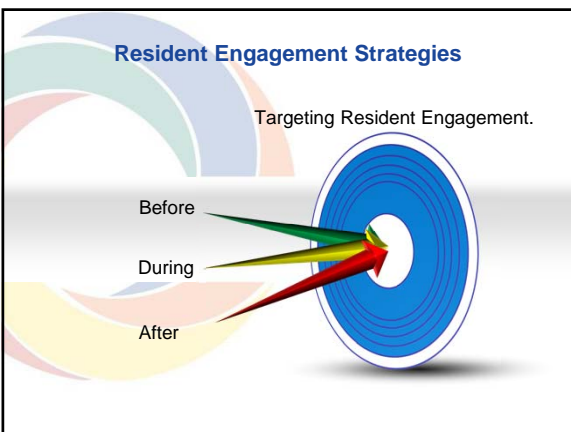 Resident Engagement Strategies
Targeting Resident Engagement.
Before
During
After